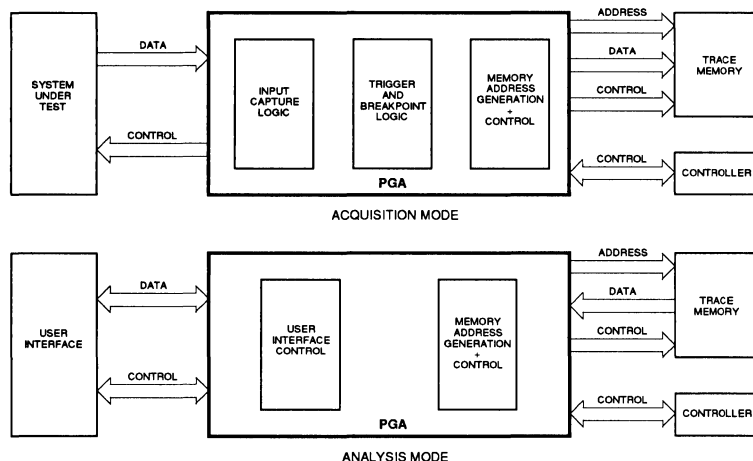 SYSTEM
UNDER
TEST
DATA
CONTROL
INPUT
CAPTURE
LOGIC
TRIGGER
AND
BREAKPOINT
LOGIC
MEMORY
ADDRESS
GENERATION
+
CONTROL
PGA
ADDRESS
DATA
CONTROL
CONTROL
TRACE
MEMORY
CONTROLLER
ACQUISITION MODE
USER
INTERFACE
DATA
CONTROL
USER
INTERFACE
CONTROL
MEMORY
ADDRESS
GENERATION
+
CONTROL
PGA
ADDRESS
DATA
CONTROL
CONTROL
TRACE
MEMORY
CONTROLLER
ANALYSIS MODE